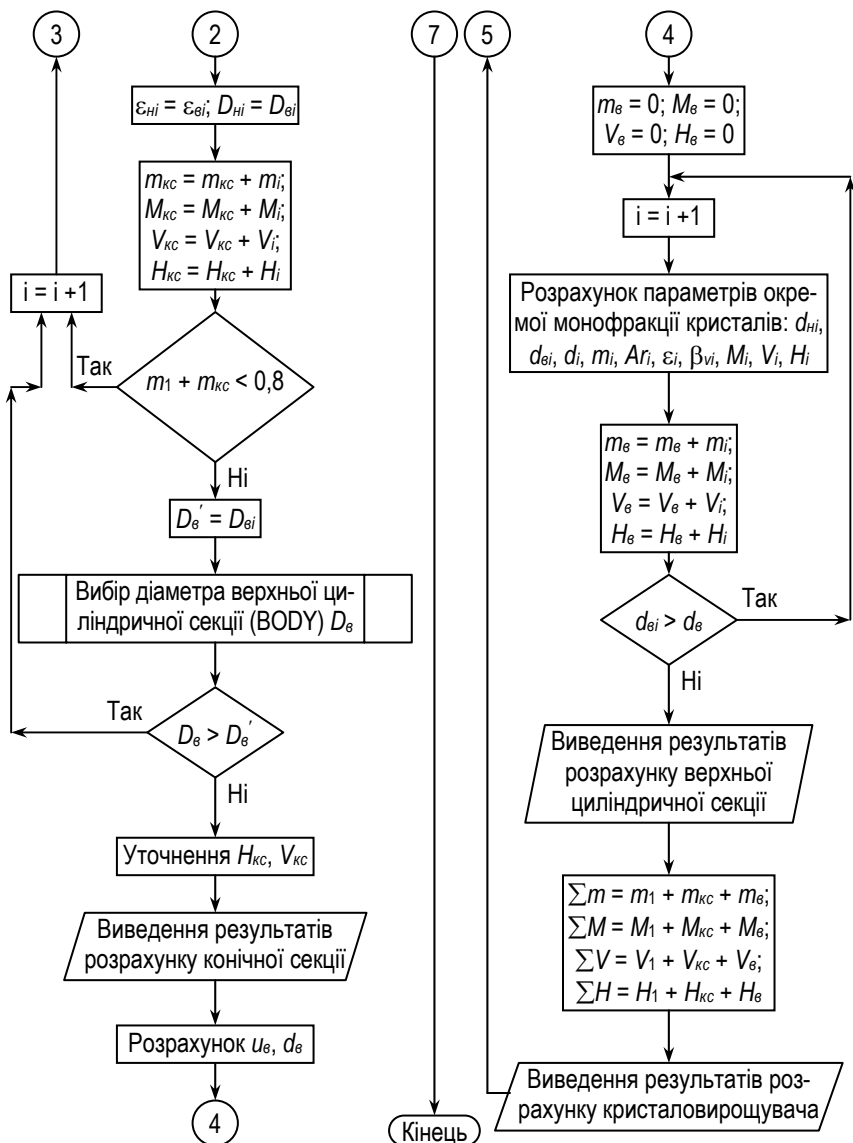 3
2
7
5
4
εнi = εвi; Dнi = Dвi
mкс = mкс + mi;
Mкс = Mкс + Mi;
Vкс = Vкс + Vi;
Hкс = Hкс + Hi
i = i +1
Так
m1 + mкс < 0,8
Ні
Dв′ = Dвi
Вибір діаметра верхньої ци-
ліндричної секції (BODY) Dв
Так
Dв > Dв′
Ні
Уточнення Hкс, Vкс
Виведення результатів
розрахунку конічної секції
Розрахунок uв, dв
4
Кінець
mв = 0; Mв = 0;
Vв = 0; Hв = 0
i = i +1
Розрахунок параметрів окре-
мої монофракції кристалів: dнi,
dвi, di, mi, Ari, εi, βvi, Mi, Vi, Hi
mв = mв + mi;
Mв = Mв + Mi;
Vв = Vв + Vi;
Hв = Hв + Hi
Так
dвi > dв
Ні
Виведення результатів
розрахунку верхньої
циліндричної секції
∑m = m1 + mкс + mв;
∑M = M1 + Mкс + Mв;
∑V = V1 + Vкс + Vв;
∑H = H1 + Hкс + Hв
Виведення результатів роз-
рахунку кристаловирощувача